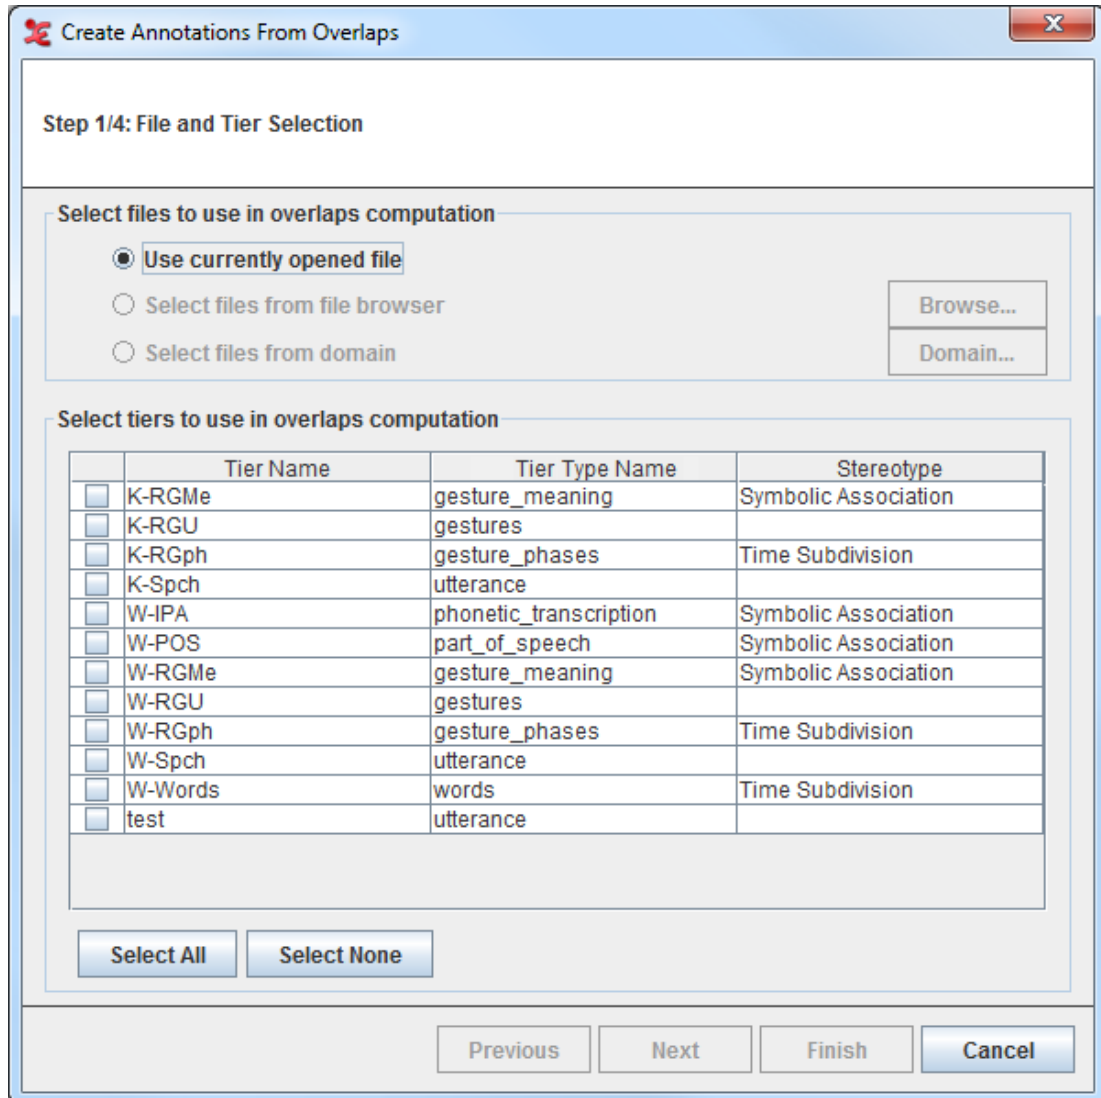 Create Annotations From Overlaps
Step 1/4: File and Tier Selection
Select files to use in overlaps computation
Use currently opened file
Select files from file browser Browse...
Select files from domain Domain...
Select tiers to use in overlaps computation
Tier Name Tier Type Name Stereotype
K-RGMe gesture_meaning Symbolic Association
K-RGU gestures
K-RGph gesture_phases Time Subdivision
K-Spch utterance
W-IPA phonetic_transcription Symbolic Association
W-POS part_of_speech Symbolic Association
W-RGMe gesture_meaning Symbolic Association
W-RGU gestures
W-RGph gesture_phases Time Subdivision
W-Spch utterance
W-Words words Time Subdivision
test utterance
Select All Select None
Previous Next Finish Cancel